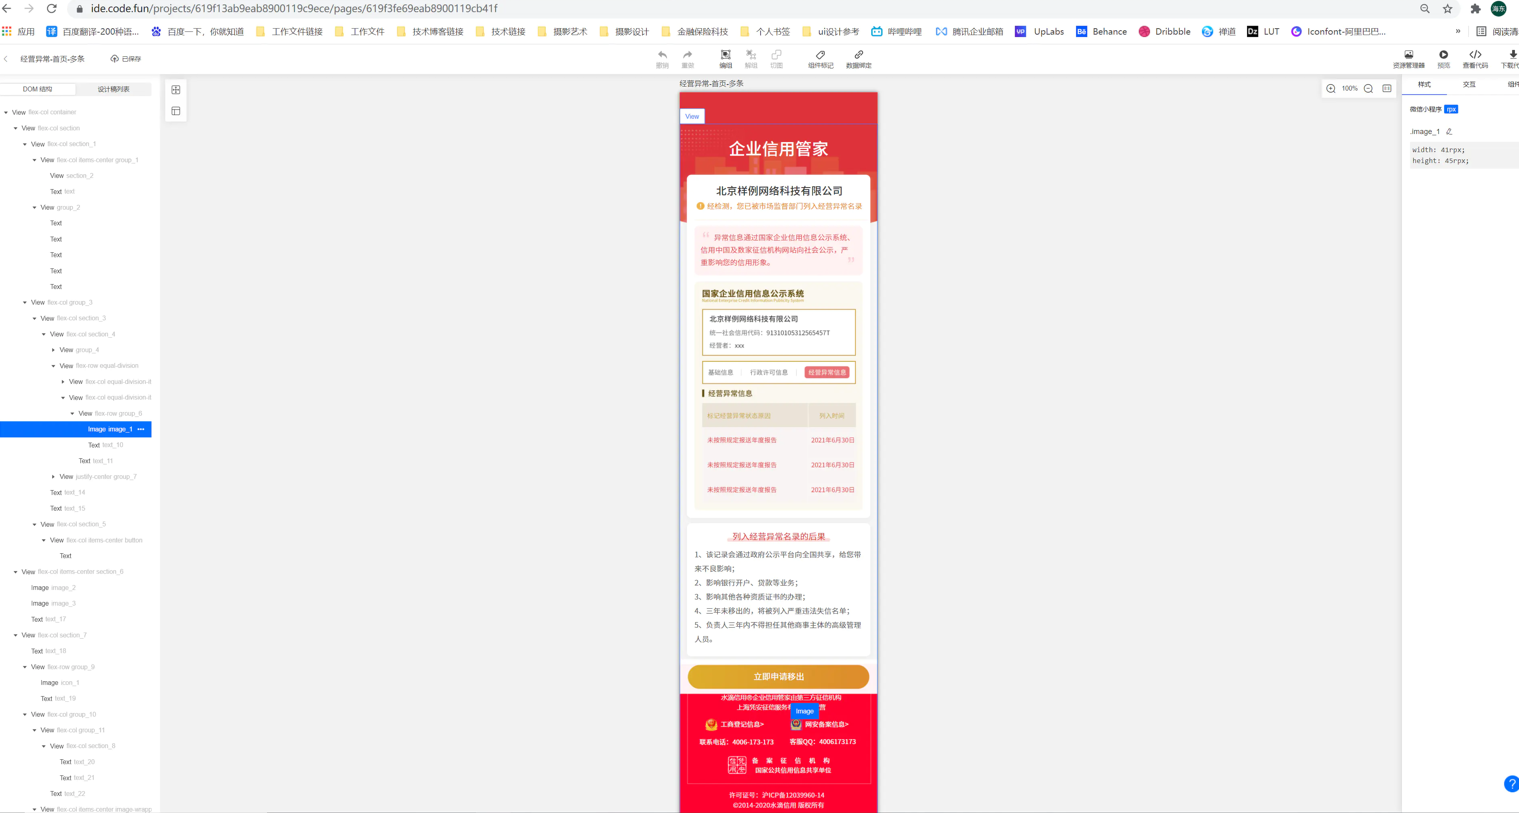 ide.code.fun/projects/619f13ab9eab8900119c9ece/pages/619f3fe69eab8900119cb41f
海东
应用 百度翻译-200种语... 百度一下，你就知道 工作文件链接 工作文件 技术博客链接 技术链接 摄影艺术 摄影设计 金融保险科技 个人书签 ui设计参考 哔哩哔哩 腾讯企业邮箱 UpLabs Behance Dribbble 禅道 LUT Iconfont-阿里巴巴... » 阅读清
经营异常-首页-多条 已保存
撤销 重做 编组 解组 切图 组件标记 数据绑定 资源管理器 预览 查看代码 下载代
DOM 结构 设计稿列表
View flex-col container
View flex-col section
View flex-col section_1
View flex-col items-center group_1
View section_2
Text text
View group_2
Text
Text
Text
Text
Text
View flex-col group_3
View flex-col section_3
View flex-col section_4
View group_4
View flex-row equal-division
View flex-col equal-division-it
View flex-col equal-division-it
View flex-row group_6
Image image_1 •••
Text text_10
Text text_11
View justify-center group_7
Text text_14
Text text_15
View flex-col section_5
View flex-col items-center button
Text
View flex-col items-center section_6
Image image_2
Image image_3
Text text_17
View flex-col section_7
Text text_18
View flex-row group_9
Image icon_1
Text text_19
View flex-col group_10
View flex-col group_11
View flex-col section_8
Text text_20
Text text_21
Text text_22
View flex-col items-center image-wrapp
经营异常-首页-多条
View
企业信用管家
北京样例网络科技有限公司
经检测，您已被市场监督部门列入经营异常名录
异常信息通过国家企业信用信息公示系统、
信用中国及数家征信机构网站向社会公示，严
重影响您的信用形象。
国家企业信用信息公示系统
National Enterprise Credit Information Publicity System
北京样例网络科技有限公司
统一社会信用代码：91310105312565457T
经营者：xxx
基础信息 行政许可信息 经营异常信息
经营异常信息
标记经营异常状态原因 列入时间
未按照规定报送年度报告 2021年6月30日
未按照规定报送年度报告 2021年6月30日
未按照规定报送年度报告 2021年6月30日
列入经营异常名录的后果
1、该记录会通过政府公示平台向全国共享，给您带
来不良影响；
2、影响银行开户、贷款等业务；
3、影响其他各种资质证书的办理；
4、三年未移出的，将被列入严重违法失信名单；
5、负责人三年内不得担任其他商事主体的高级管理
人员。
立即申请移出
水滴信用@企业信用管家由第三方征信机构
上海凭安征信服务有 营
Image
工商登记信息> 网安备案信息>
联系电话：4006-173-173 客服QQ：4006173173
备案征信机构
国家公共信用信息共享单位
许可证号：沪ICP备12039960-14
©2014-2020水滴信用 版权所有
100%
样式 交互 组件
微信小程序 rpx
.image_1
width: 41rpx;
height: 45rpx;
?